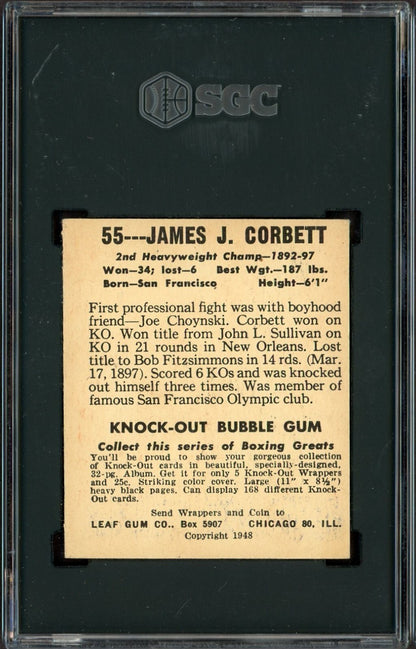 SGC
55---JAMES J. CORBETT
2nd Heavyweight Champ—1892-97
Won—34; lost—6 Best Wgt.—187 lbs.
Born—San Francisco Height—6'1"
First professional fight was with boyhood
friend—Joe Choynski. Corbett won on
KO. Won title from John L. Sullivan on
KO in 21 rounds in New Orleans. Lost
title to Bob Fitzsimmons in 14 rds. (Mar.
17, 1897). Scored 6 KOs and was knocked
out himself three times. Was member of
famous San Francisco Olympic club.
KNOCK-OUT BUBBLE GUM
Collect this series of Boxing Greats
You'll be proud to show your gorgeous collection
of Knock-Out cards in beautiful, specially-designed,
32-pg. Album. Get it for only 5 Knock-Out Wrappers
and 25c. Striking color cover. Large (11" x 8½")
heavy black pages. Can display 168 different Knock-
Out cards.
Send Wrappers and Coin to
LEAF GUM CO., Box 5907 CHICAGO 80, ILL.
Copyright 1948